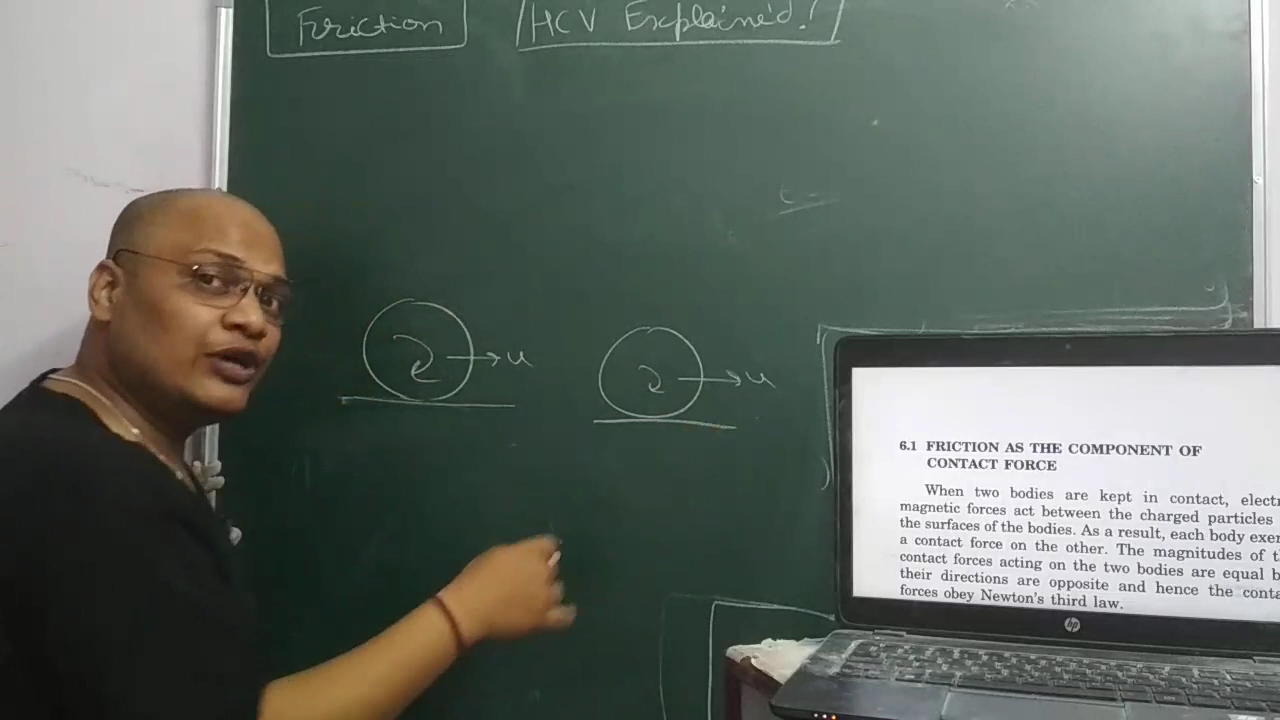 Friction HCV Explained!
u
u
6.1 FRICTION AS THE COMPONENT OF
CONTACT FORCE
When two bodies are kept in contact, electr
magnetic forces act between the charged particles
the surfaces of the bodies. As a result, each body exer
a contact force on the other. The magnitudes of t
contact forces acting on the two bodies are equal b
their directions are opposite and hence the conta
forces obey Newton's third law.
hp